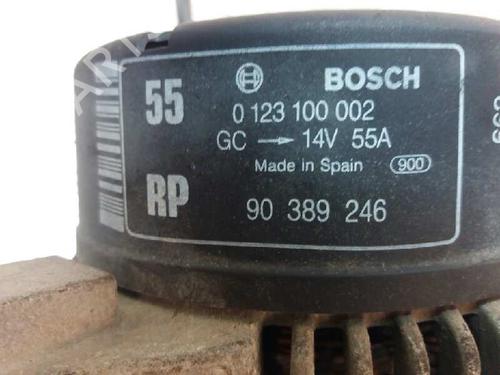 55
BOSCH
0 123 100 002
GC → 14V 55A
Made in Spain 900
RP
90 389 246